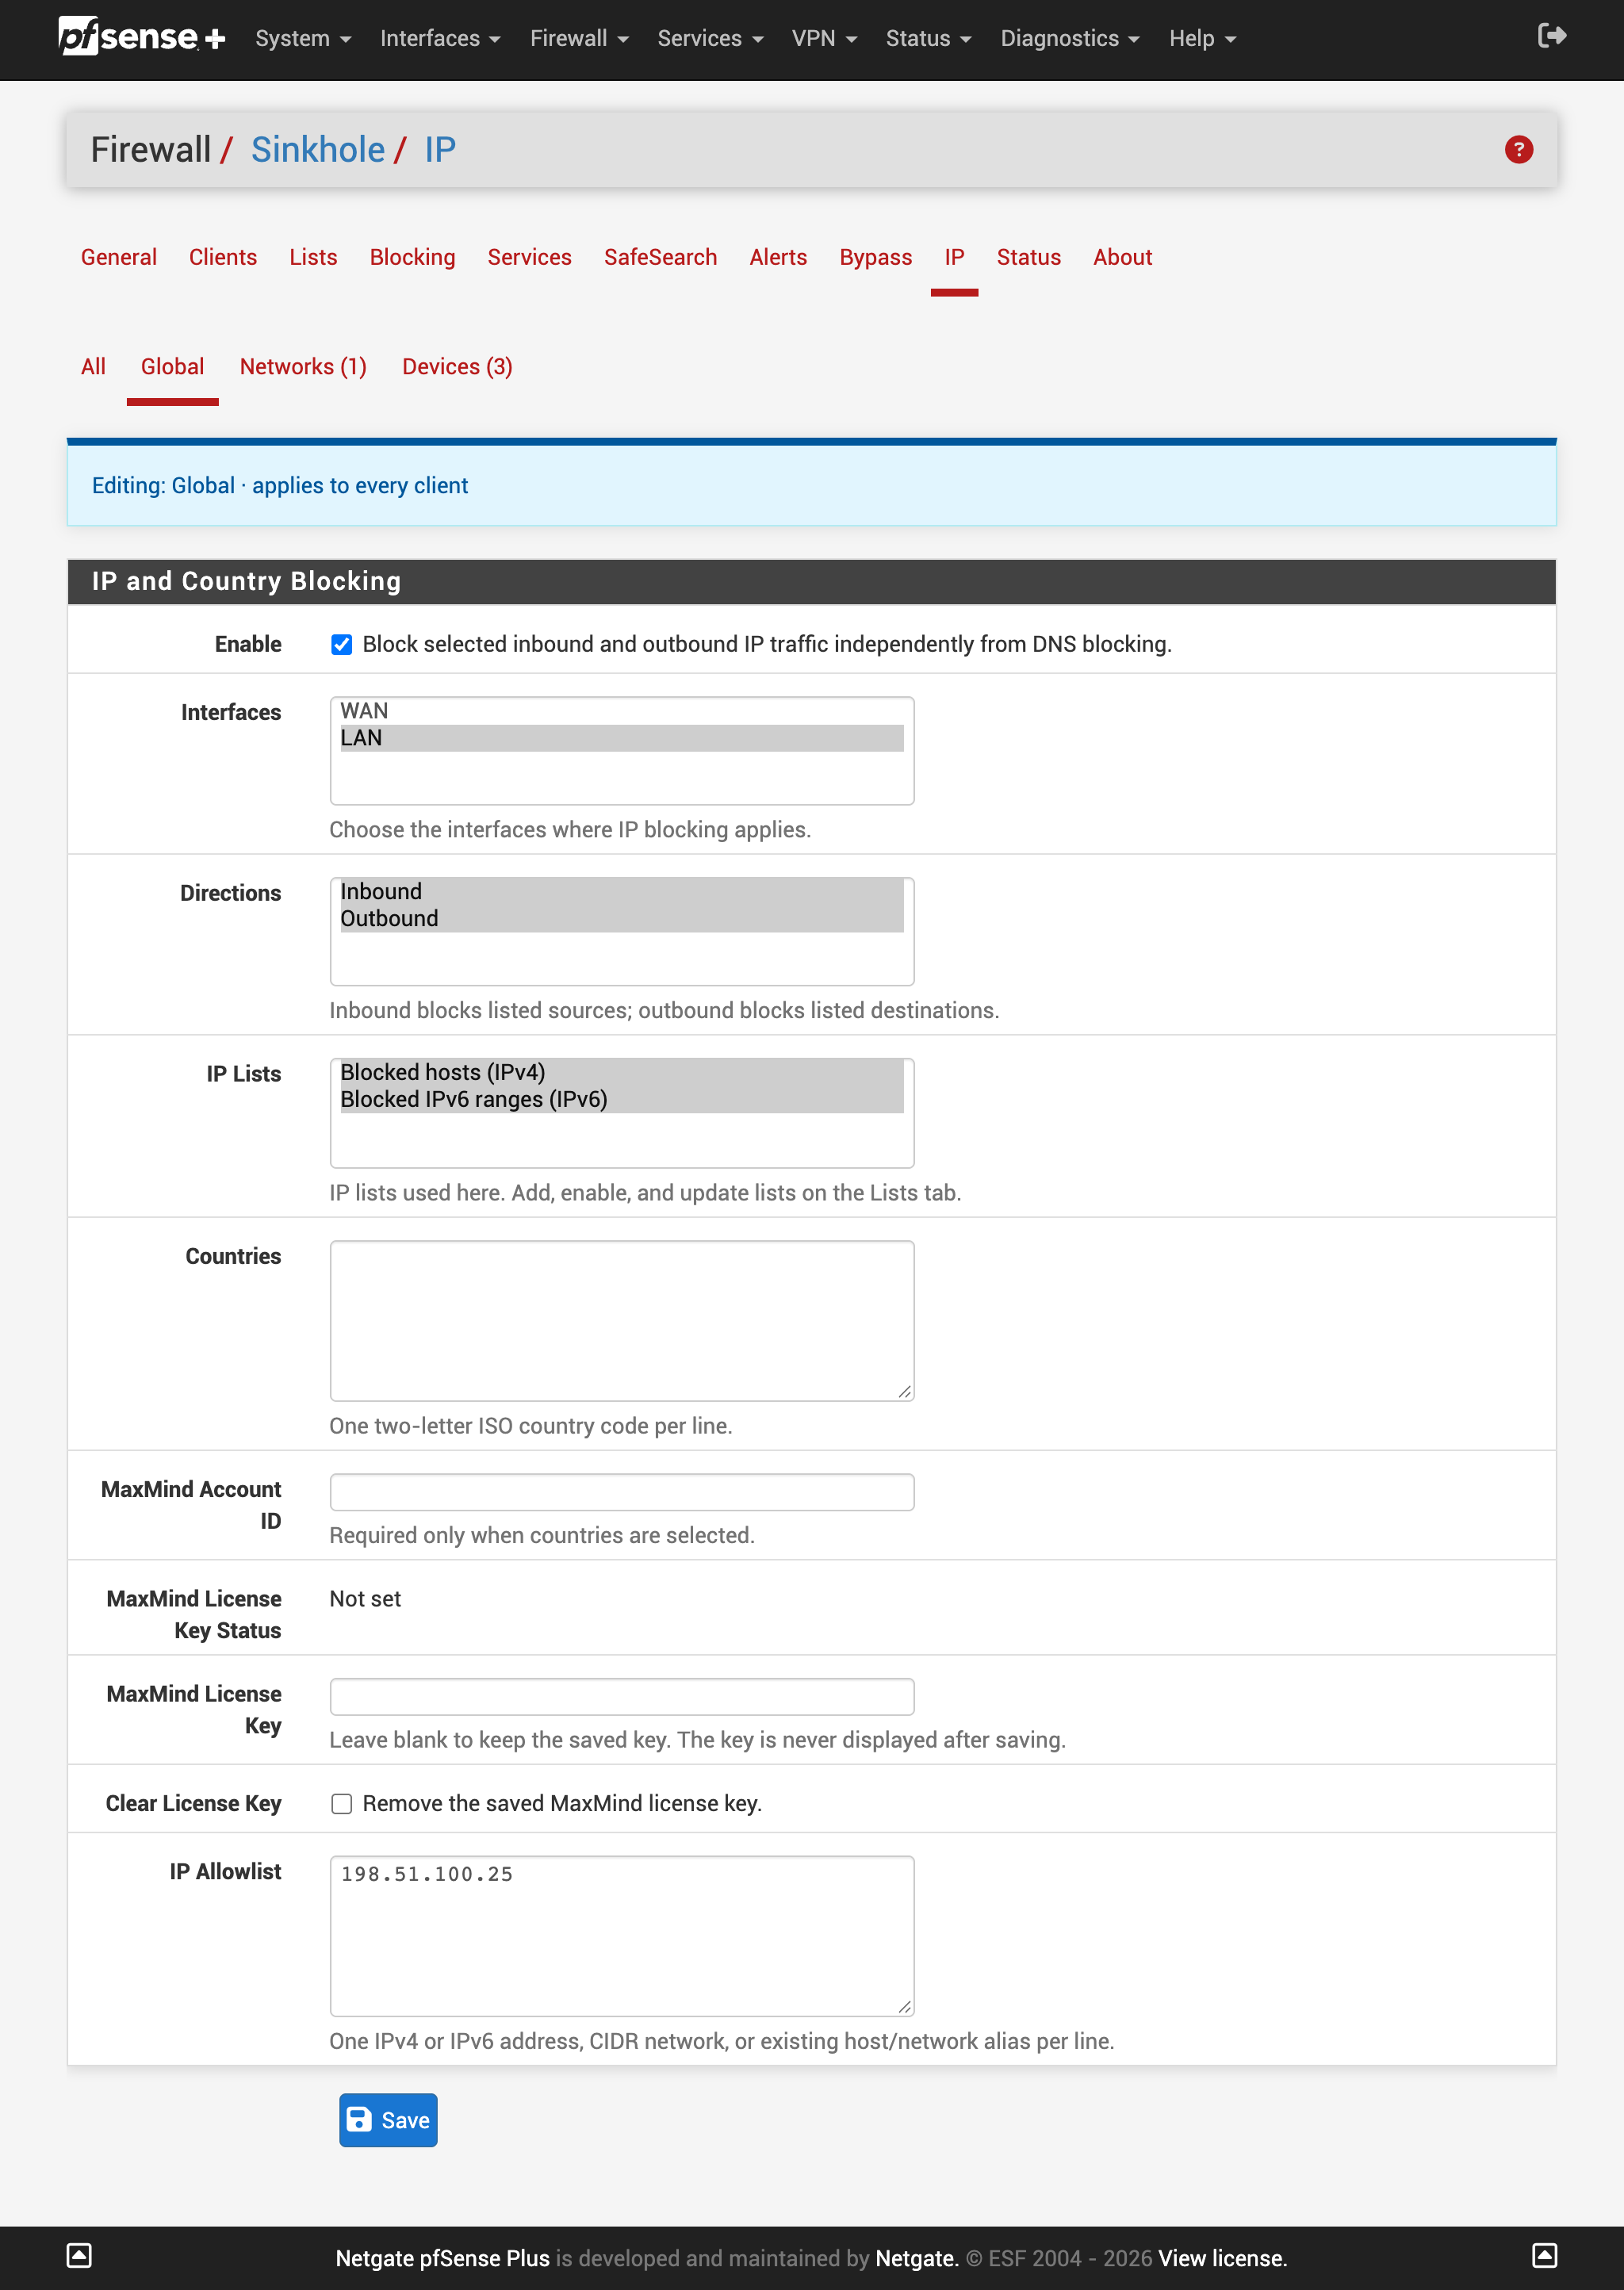 pfsense +
System Interfaces Firewall Services VPN Status Diagnostics Help
Firewall / Sinkhole / IP
?
General Clients Lists Blocking Services SafeSearch Alerts Bypass IP Status About
All Global Networks (1) Devices (3)
Editing: Global · applies to every client
IP and Country Blocking
Enable Block selected inbound and outbound IP traffic independently from DNS blocking.
Interfaces
WAN
LAN
Choose the interfaces where IP blocking applies.
Directions
Inbound
Outbound
Inbound blocks listed sources; outbound blocks listed destinations.
IP Lists
Blocked hosts (IPv4)
Blocked IPv6 ranges (IPv6)
IP lists used here. Add, enable, and update lists on the Lists tab.
Countries
One two-letter ISO country code per line.
MaxMind Account
ID
Required only when countries are selected.
MaxMind License
Key Status
Not set
MaxMind License
Key
Leave blank to keep the saved key. The key is never displayed after saving.
Clear License Key Remove the saved MaxMind license key.
IP Allowlist
198.51.100.25
One IPv4 or IPv6 address, CIDR network, or existing host/network alias per line.
Save
Netgate pfSense Plus is developed and maintained by Netgate. © ESF 2004 - 2026 View license.